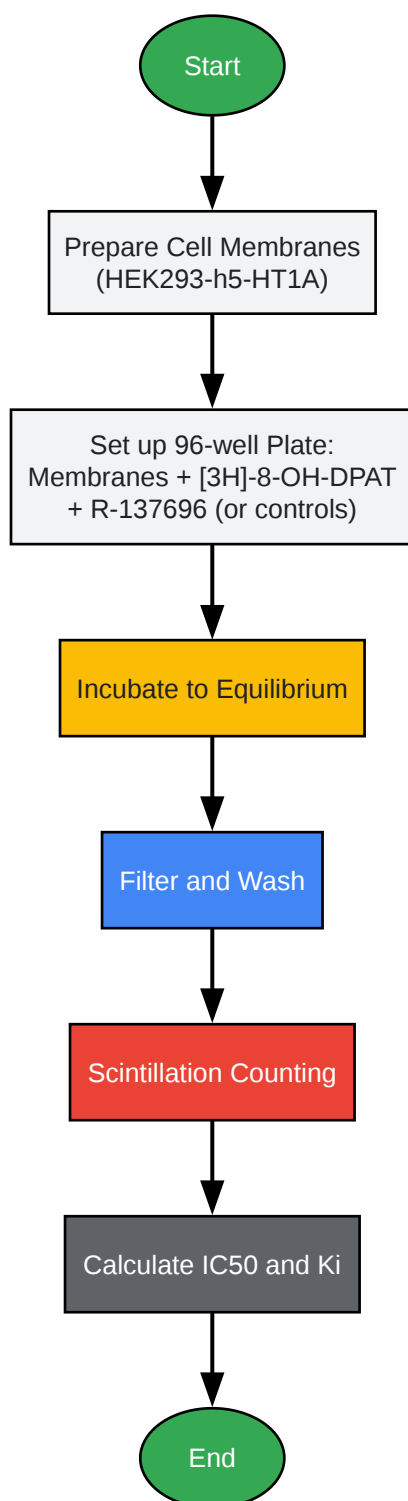 Start
Prepare Cell Membranes
(HEK293-h5-HT1A)
Set up 96-well Plate:
Membranes + [3H]-8-OH-DPAT
+ R-137696 (or controls)
Incubate to Equilibrium
Filter and Wash
Scintillation Counting
Calculate IC50 and Ki
End